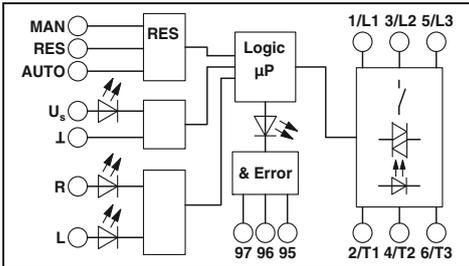 MAN
RES
AUTO
RES
Us
⊥
R
L
Logic
µP
& Error
97 96 95
1/L1 3/L2 5/L3
2/T1 4/T2 6/T3